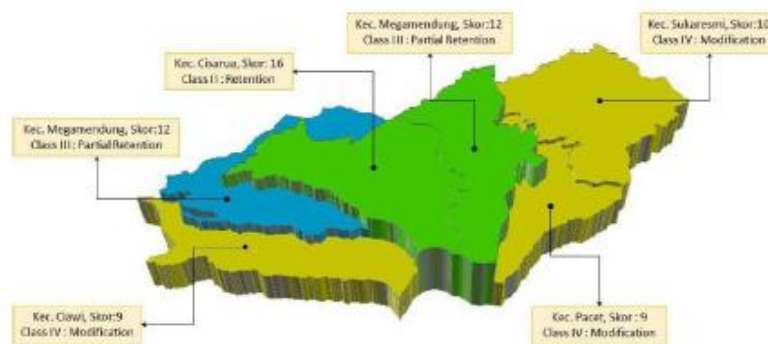 Kec. Megamendung, Skor:12
Class III : Partial Retention
Kec. Sukaresmi, Skor:10
Class IV : Modification
Kec. Cisarua, Skor: 16
Class II : Retention
Kec. Megamendung, Skor:12
Class III : Partial Retention
Kec. Ciawi, Skor:9
Class IV : Modification
Kec. Pacet, Skor : 9
Class IV : Modification